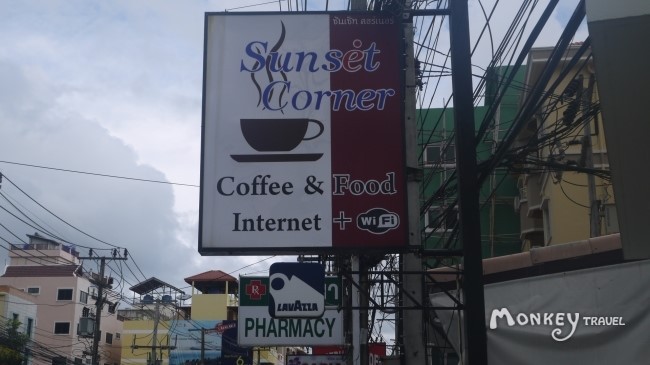 ซันเซ็ท คอร์เนอร์
Sunset
Corner
Coffee & Food
Internet + WiFi
LAVAZZA
PHARMACY
6
Monkey TRAVEL